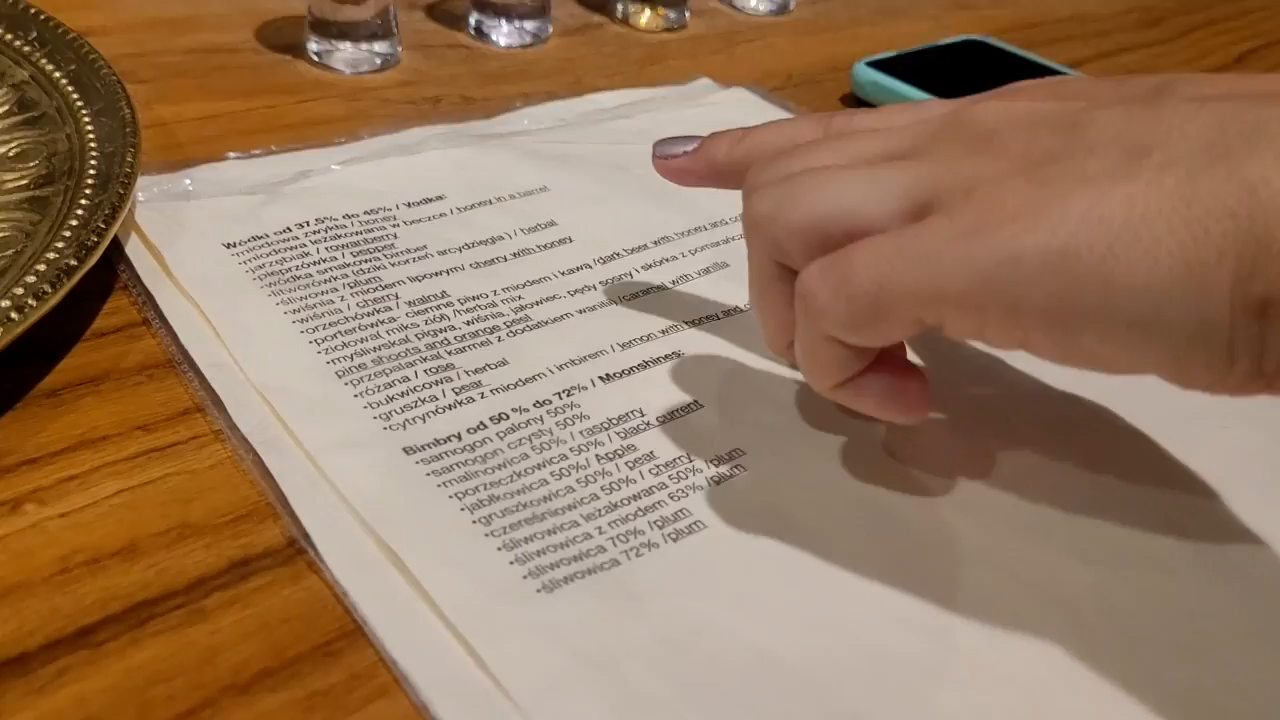 Wódki od 37,5% do 45% / Vodka:
•miodowa zwykła / honey
•miodowa leżakowana w beczce / honey in a barrel
•jarzębiak / rowanberry
•pieprzówka / pepper
•wódka smakowa bimber
•litworówka (dziki korzeń arcydzięgla ) / herbal
•śliwowa /plum
•wiśnia z miodem lipowym/ cherry with honey
•wiśnia / cherry
•orzechówka / walnut
•porterówka- ciemne piwo z miodem i kawą /dark beer with honey and
•ziołowa( miks ziół /herbal mix
•myśliwska( pigwa, wiśnia, jałowiec, pędy sosny i skórka z
pine shoots and orange peel
•przepalanka( karmel z dodatkiem wanilii) /caramel with vanilla
•różana / rose
•bukwicowa / herbal
•gruszka / pear
•cytrynówka z miodem i imbirem / lemon with honey and
Bimbry od 50 % do 72% / Moonshines:
•samogon palony 50%
•samogon czysty 50%
•malinowica 50% / raspberry
•porzeczkowica 50% / black current
•jabłkowica 50%/ Apple
•gruszkowica 50% / pear
•czereśniowica 50% / cherry
•śliwowica leżakowana 50% /plum
•śliwowica z miodem 63% /plum
•śliwowica 70% /plum
•śliwowica 72% /plum